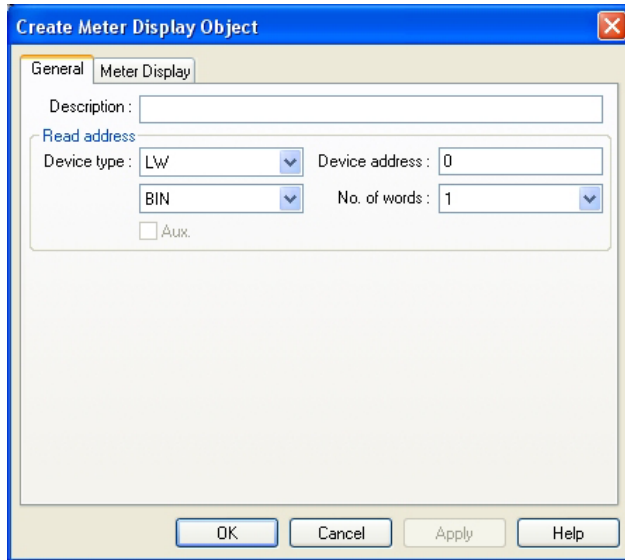 Create Meter Display Object
General Meter Display
Description :
Read address
Device type : LW Device address : 0
BIN No. of words : 1
Aux.
OK Cancel Apply Help